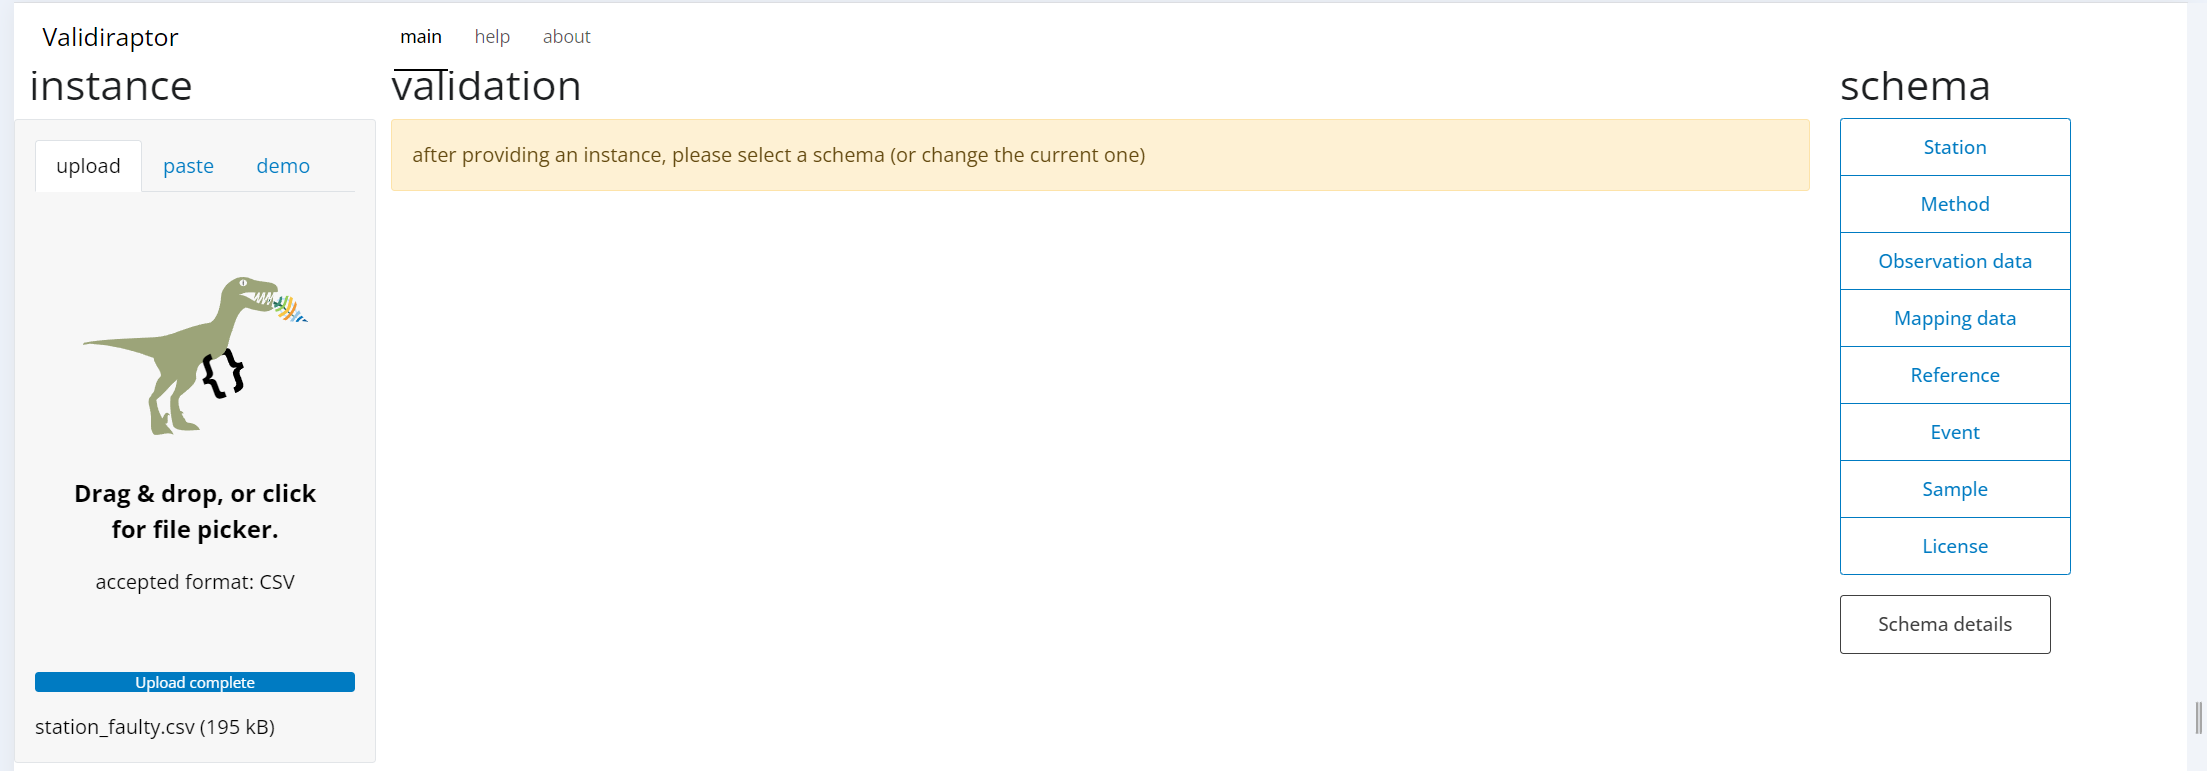 Validiraptor
main
help
about
instance
validation
schema
upload
paste
demo
after providing an instance, please select a schema (or change the current one)
{}
Drag & drop, or click
for file picker.
accepted format: CSV
Upload complete
station_faulty.csv (195 kB)
Station
Method
Observation data
Mapping data
Reference
Event
Sample
License
Schema details